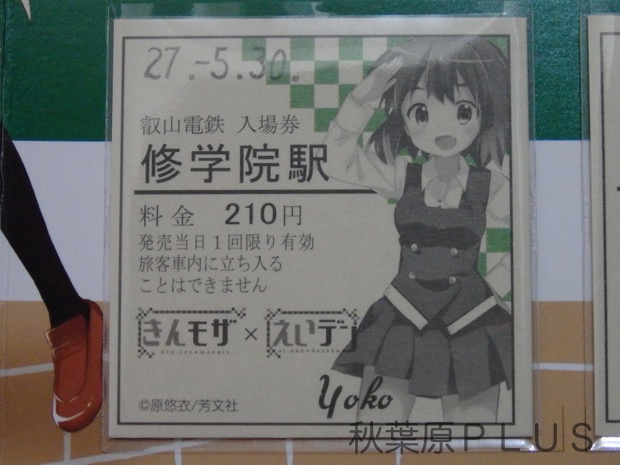 27.-5.30.
叡山電鉄 入場券
修学院駅
料金 210円
発売当日1回限り有効
旅客車内に立ち入る
ことはできません
きんモザ×えいデン
©原悠衣/芳文社
Yoko
秋葉原PLUS